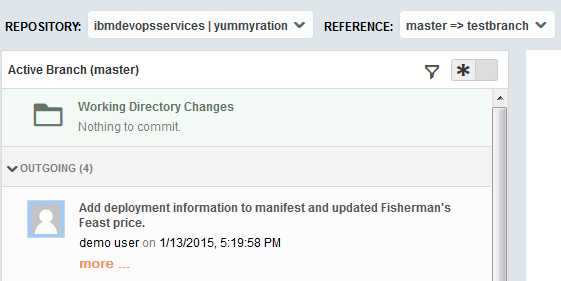 REPOSITORY: ibmdevopsservices | yummyration REFERENCE: master => testbranch
Active Branch (master)
Working Directory Changes
Nothing to commit.
OUTGOING (4)
Add deployment information to manifest and updated Fisherman's
Feast price.
demo user on 1/13/2015, 5:19:58 PM
more ...